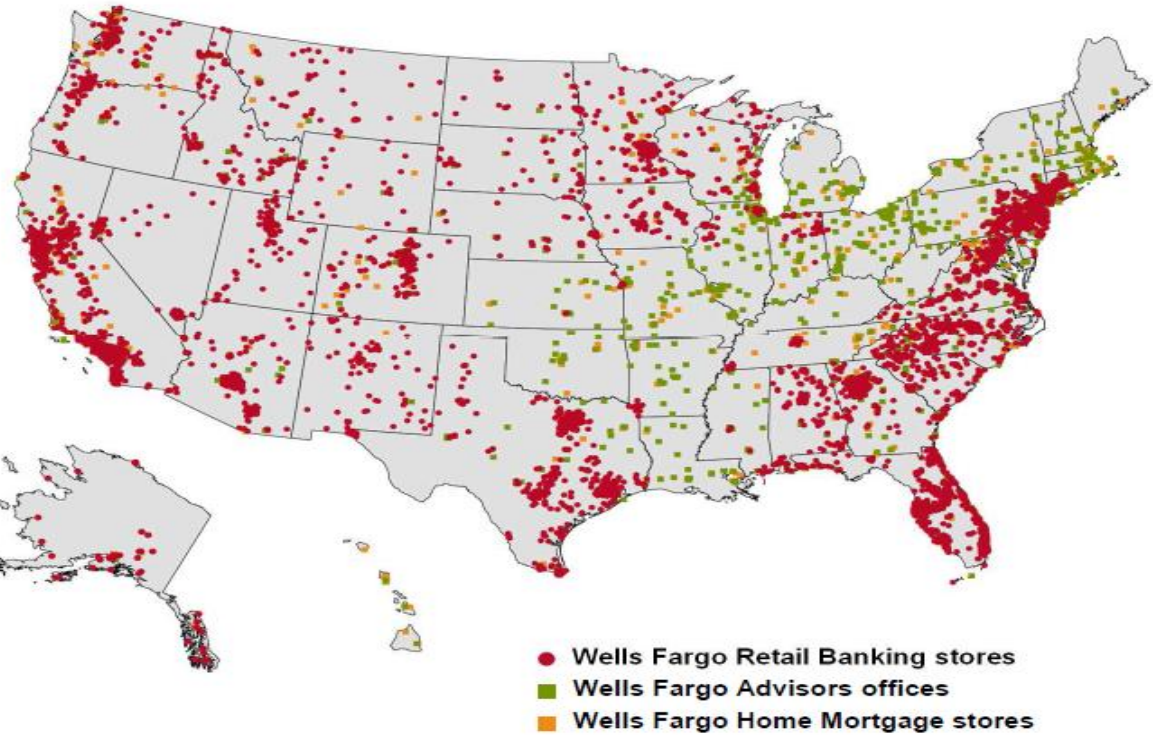 Wells Fargo Retail Banking stores
Wells Fargo Advisors offices
Wells Fargo Home Mortgage stores